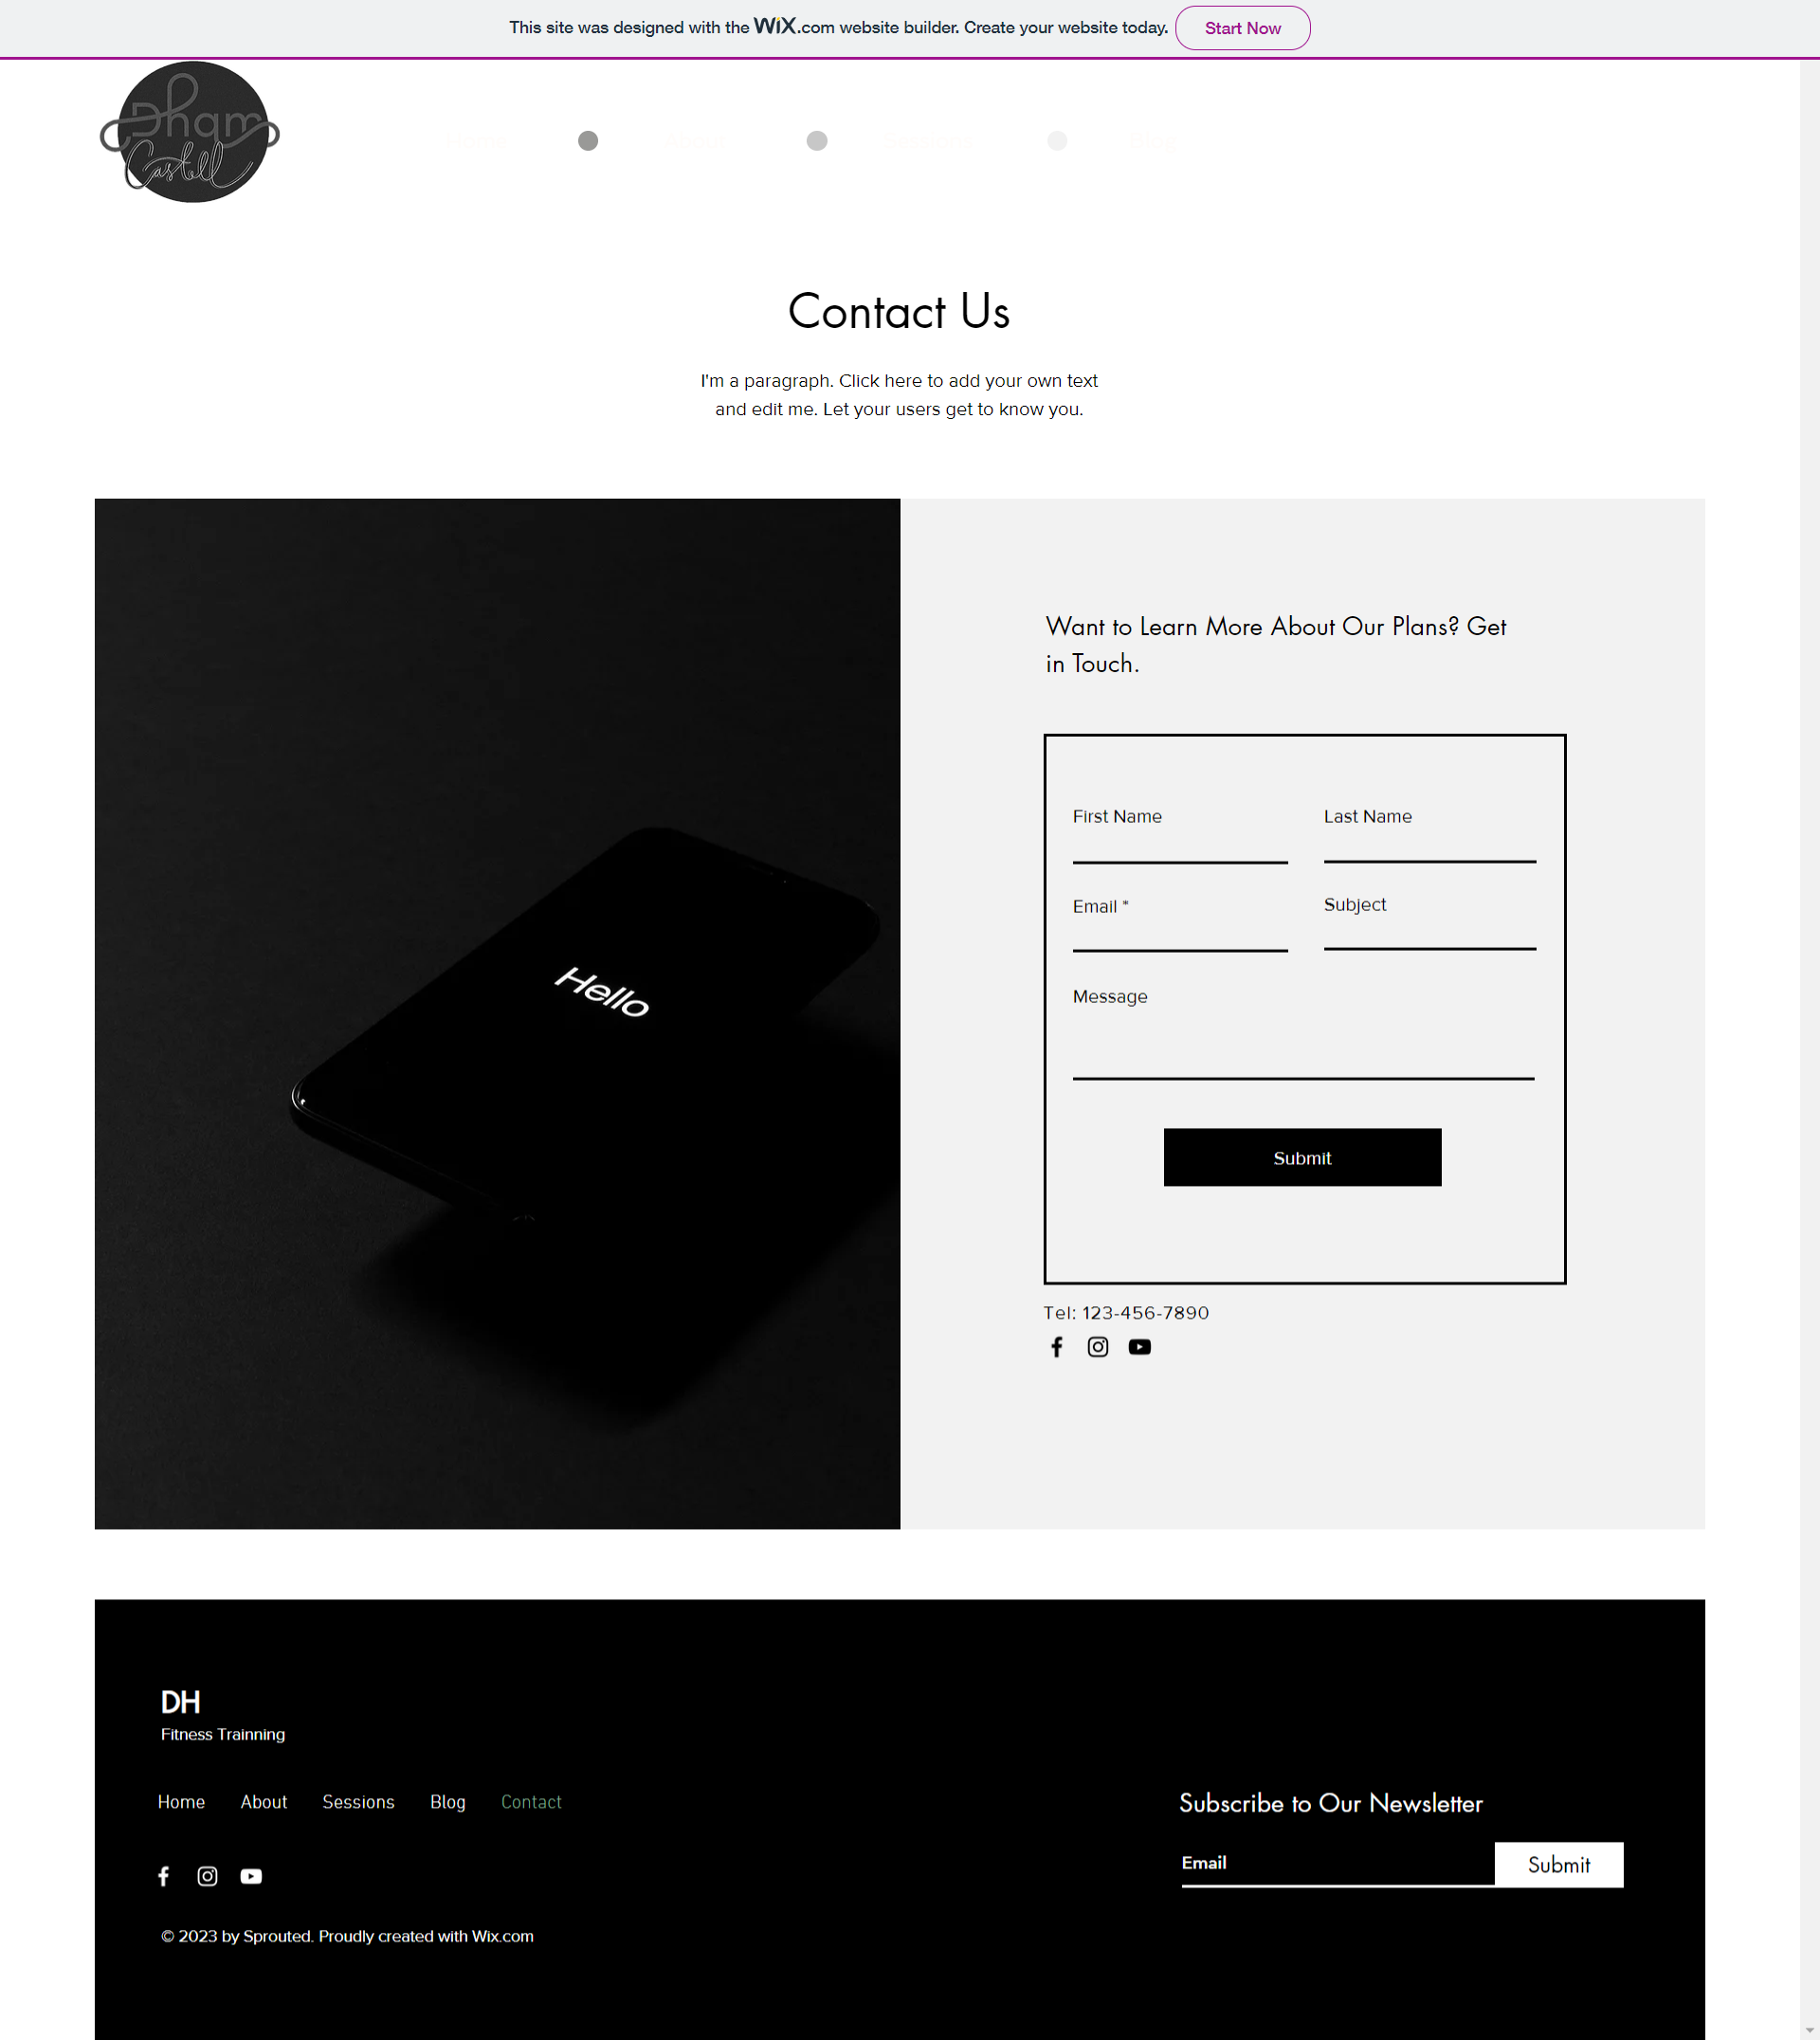 This site was designed with the WiX.com website builder. Create your website today. Start Now
Dham
Castell
Contact Us
I'm a paragraph. Click here to add your own text
and edit me. Let your users get to know you.
Want to Learn More About Our Plans? Get
in Touch.
First Name
Last Name
Email *
Subject
Hello
Message
Submit
Tel: 123-456-7890
DH
Fitness Trainning
Home About Sessions Blog Contact
Subscribe to Our Newsletter
Email
Submit
© 2023 by Sprouted. Proudly created with Wix.com